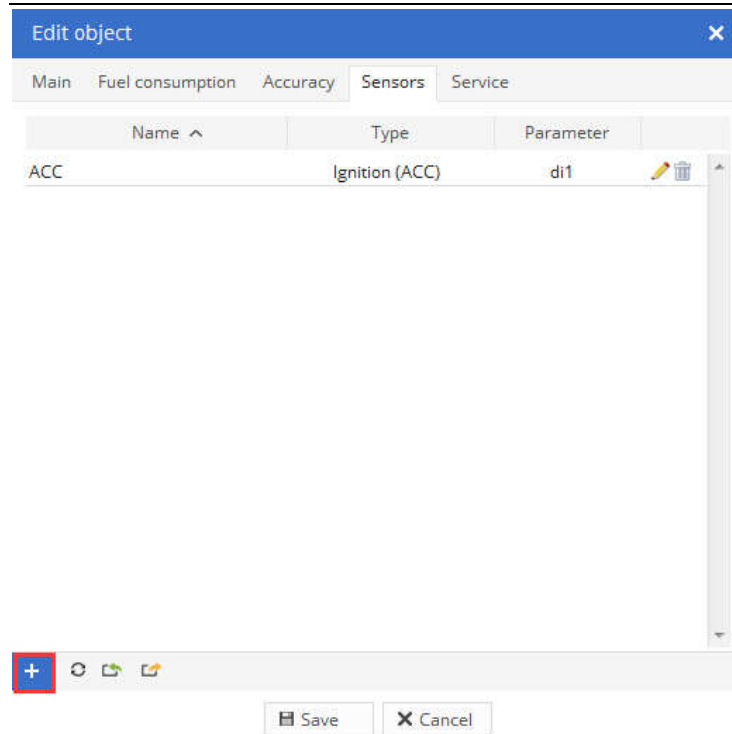 Edit object
Main Fuel consumption Accuracy Sensors Service
Name Type Parameter
ACC Ignition (ACC) di1
Save Cancel